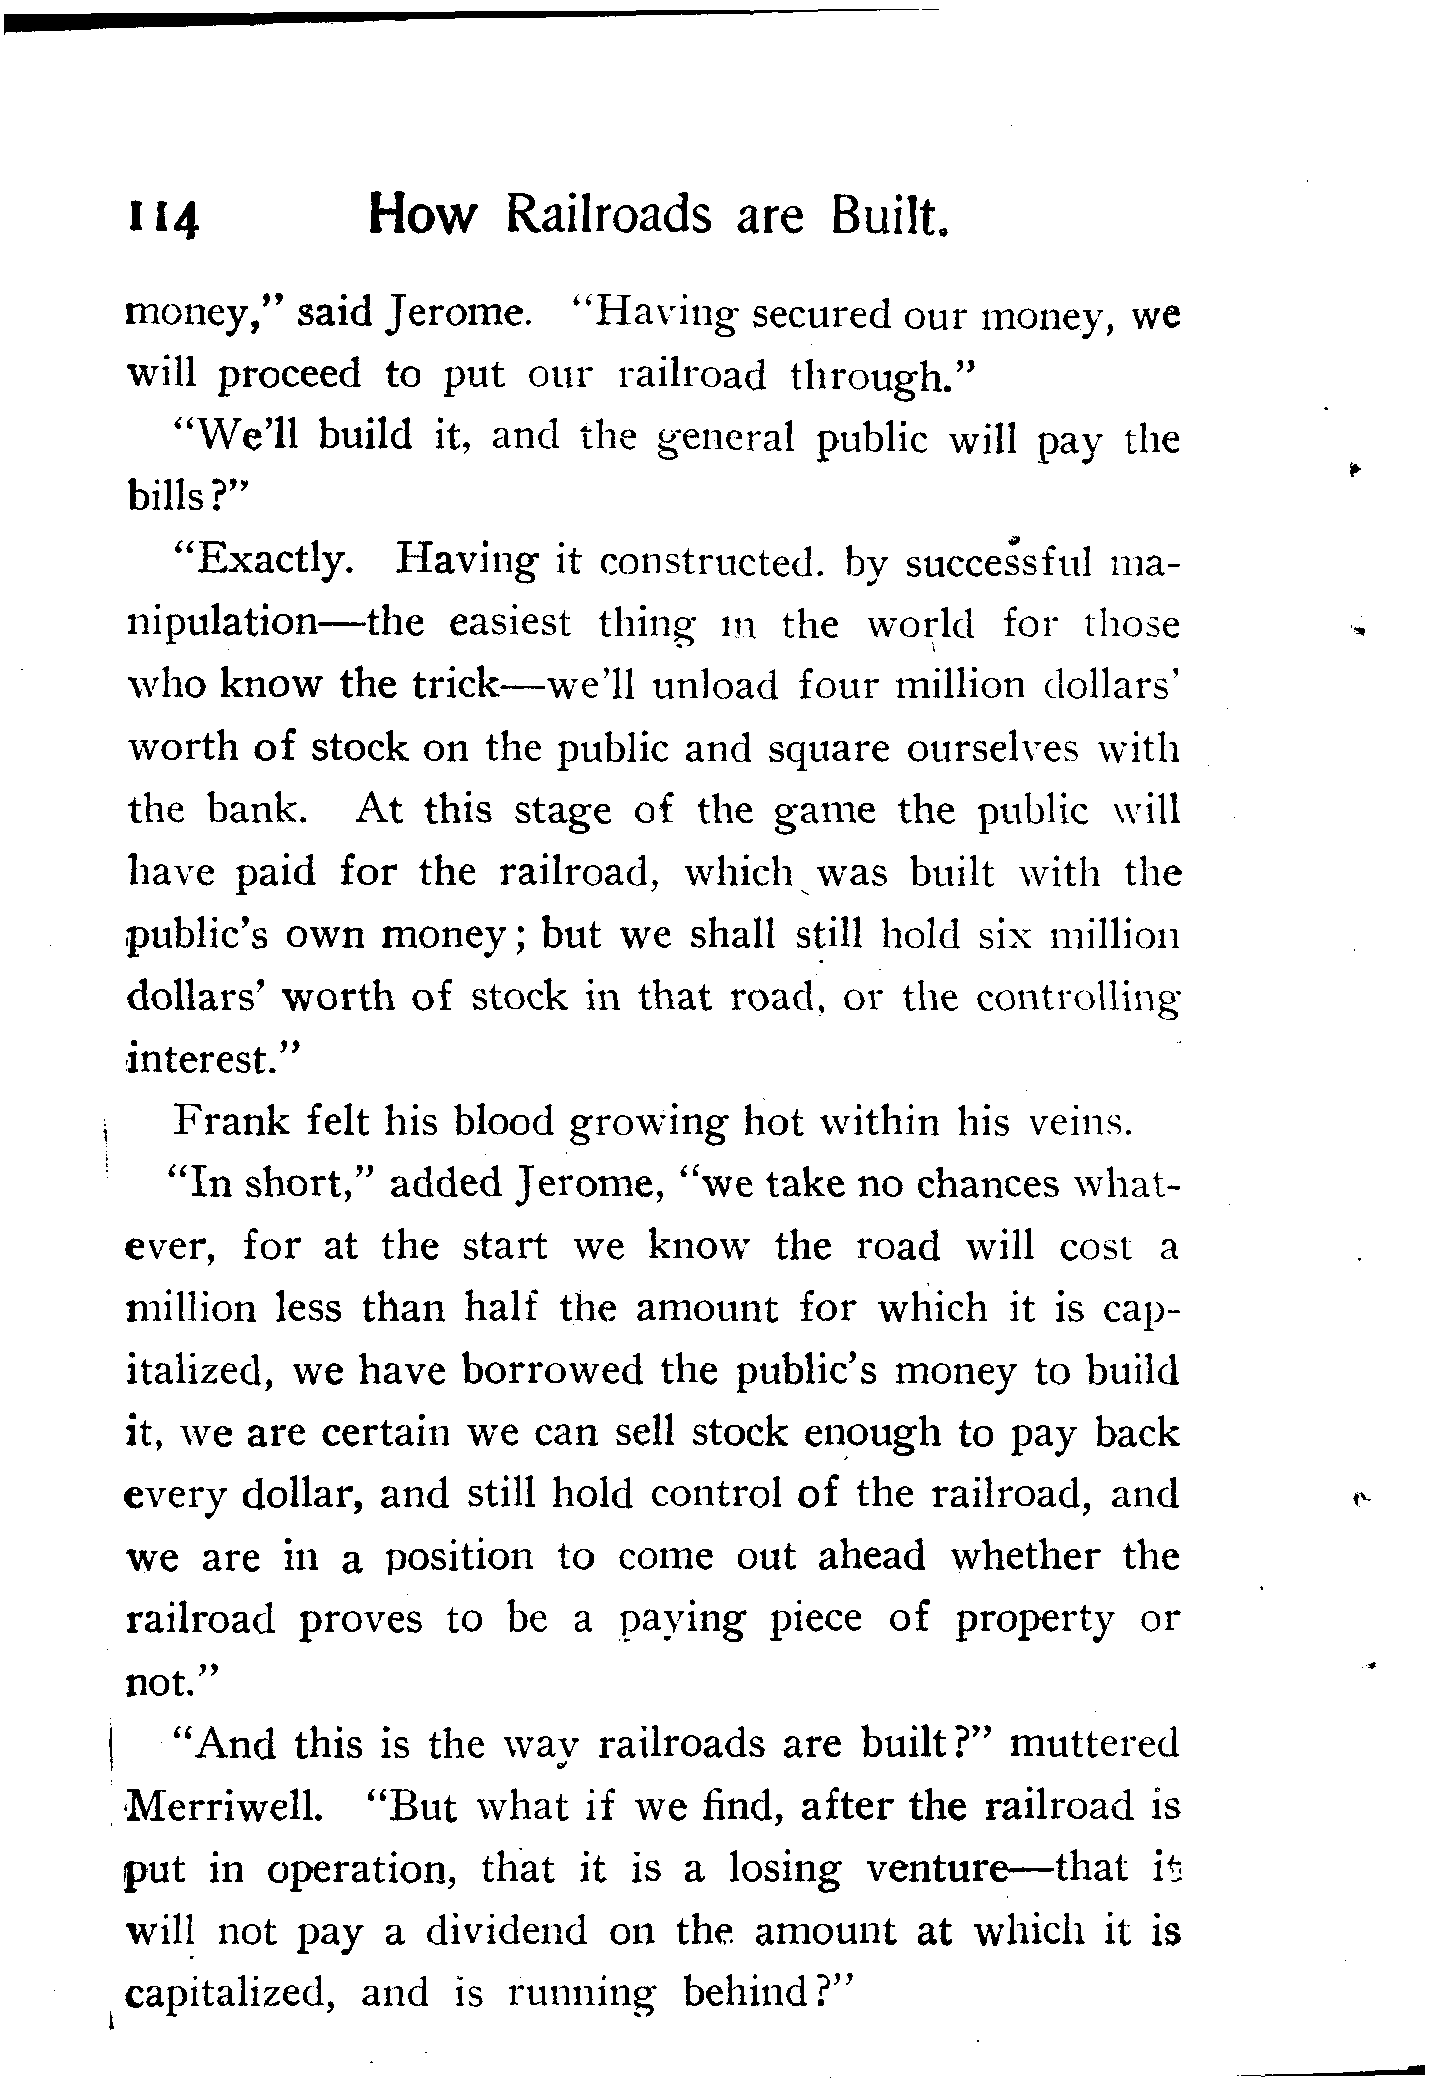 114 How Railroads are Built.
money," said Jerome. "Having secured our money, we
will proceed to put our railroad through."
"We'll build it, and the general public will pay the
bills?"
"Exactly. Having it constructed. by successful ma-
nipulation—the easiest thing in the world for those
who know the trick—we'll unload four million dollars'
worth of stock on the public and square ourselves with
the bank. At this stage of the game the public will
have paid for the railroad, which was built with the
public's own money; but we shall still hold six million
dollars' worth of stock in that road, or the controlling
interest."
Frank felt his blood growing hot within his veins.
"In short," added Jerome, "we take no chances what-
ever, for at the start we know the road will cost a
million less than half the amount for which it is cap-
italized, we have borrowed the public's money to build
it, we are certain we can sell stock enough to pay back
every dollar, and still hold control of the railroad, and
we are in a position to come out ahead whether the
railroad proves to be a paying piece of property or
not."
"And this is the way railroads are built?" muttered
Merriwell. "But what if we find, after the railroad is
put in operation, that it is a losing venture—that it
will not pay a dividend on the amount at which it is
capitalized, and is running behind?"